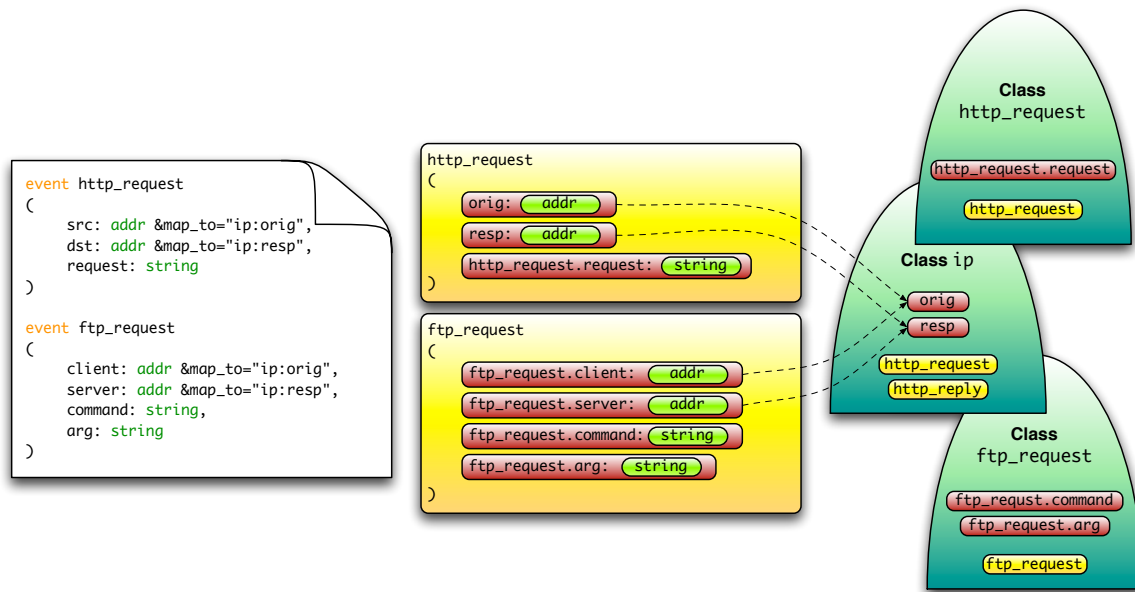 event http_request
(
src: addr &map_to="ip:orig",
dst: addr &map_to="ip:resp",
request: string
)
event ftp_request
(
client: addr &map_to="ip:orig",
server: addr &map_to="ip:resp",
command: string,
arg: string
)
http_request
(
orig: addr
resp: addr
http_request.request: string
)
ftp_request
(
ftp_request.client: addr
ftp_request.server: addr
ftp_request.command: string
ftp_request.arg: string
)
Class
http_request
http_request.request
http_request
Class ip
orig
resp
http_request
http_reply
Class
ftp_request
ftp_requst.command
ftp_request.arg
ftp_request